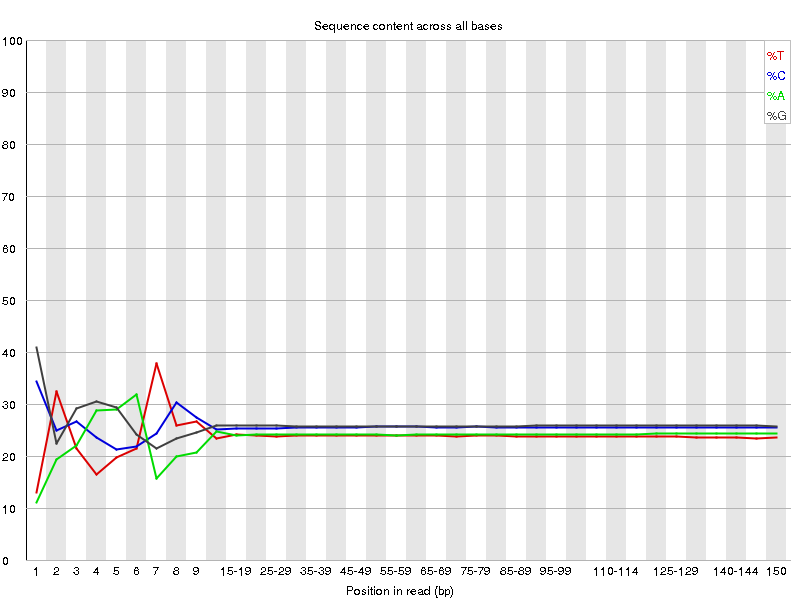 Sequence content across all bases
100
90
80
70
60
50
40
30
20
10
0
%T
%C
%A
%G
1 2 3 4 5 6 7 8 9 15-19 25-29 35-39 45-49 55-59 65-69 75-79 85-89 95-99 110-114 125-129 140-144 150
Position in read (bp)